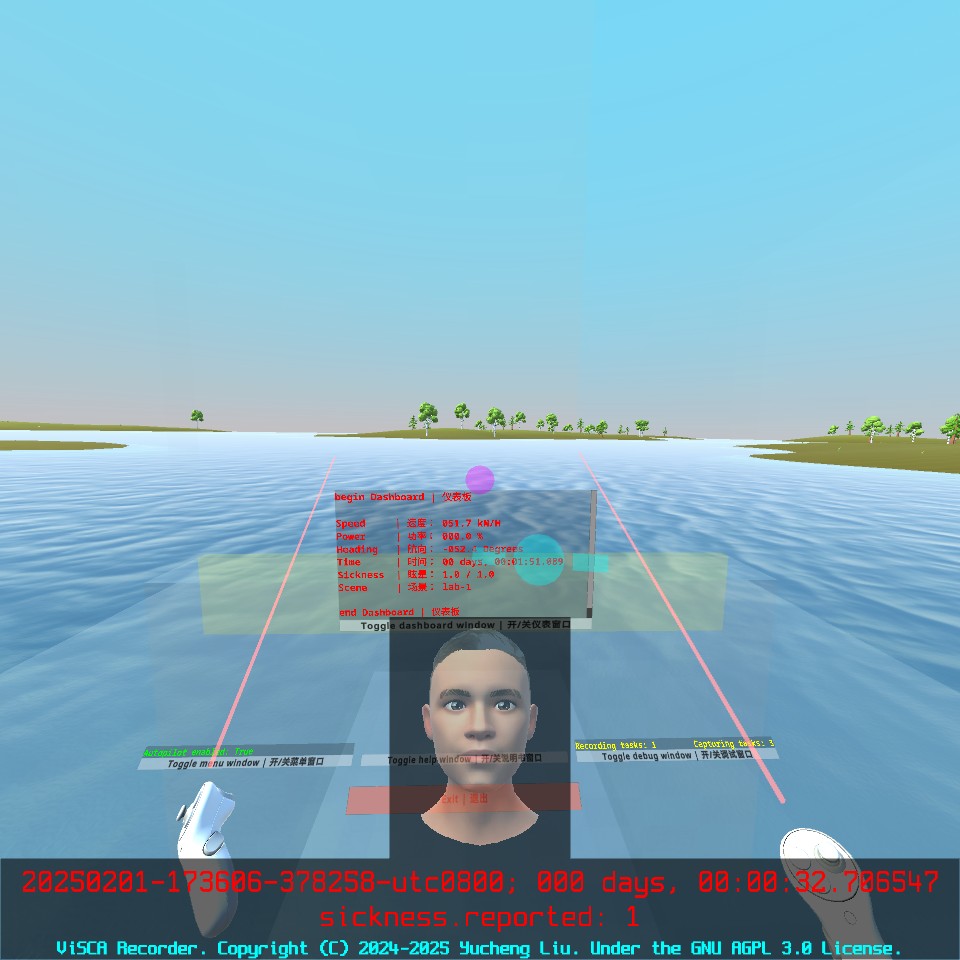 begin Dashboard | 仪表板
Speed | 速度： 051.7 kN/H
Power | 功率： 000.0 %
Heading | 航向： -052. Degrees
Time | 时间： 00 days, 00:01:51.089
Sickness | 眩晕： 1.0 / 1.0
Scene | 场景： lab-1
end Dashboard | 仪表板
Toggle dashboard window | 开/关仪表窗口
Autopilot enabled: True
Toggle menu window | 开/关菜单窗口
Toggle help window | 开/关说明书窗口
Recording tasks: 1 Capturing tasks: 3
Toggle debug window | 开/关调试窗口
exit | 退出
20250201-173606-378258-utc0800; 000 days, 00:00:32.706547
sickness.reported: 1
ViSCA Recorder. Copyright (C) 2024-2025 Yucheng Liu. Under the GNU AGPL 3.0 License.